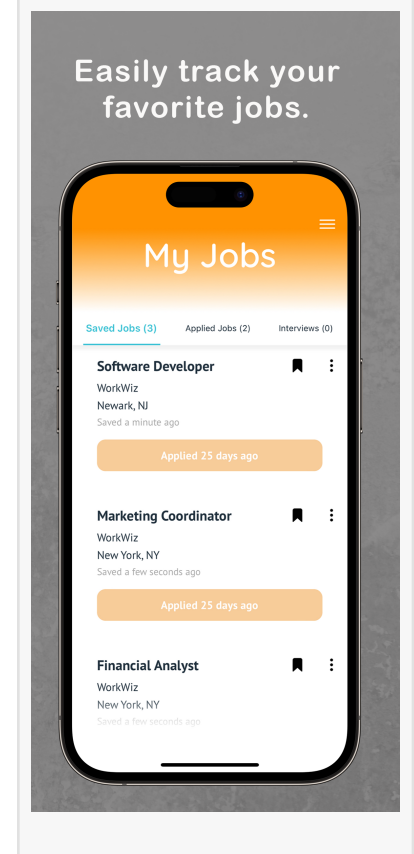 Easily track your
favorite jobs.
My Jobs
Saved Jobs (3)
Applied Jobs (2)
Interviews (0)
Software Developer
WorkWiz
Newark, NJ
Saved a minute ago
Applied 25 days ago
Marketing Coordinator
WorkWiz
New York, NY
Saved a few seconds ago
Applied 25 days ago
Financial Analyst
WorkWiz
New York, NY
Saved a few seconds ago